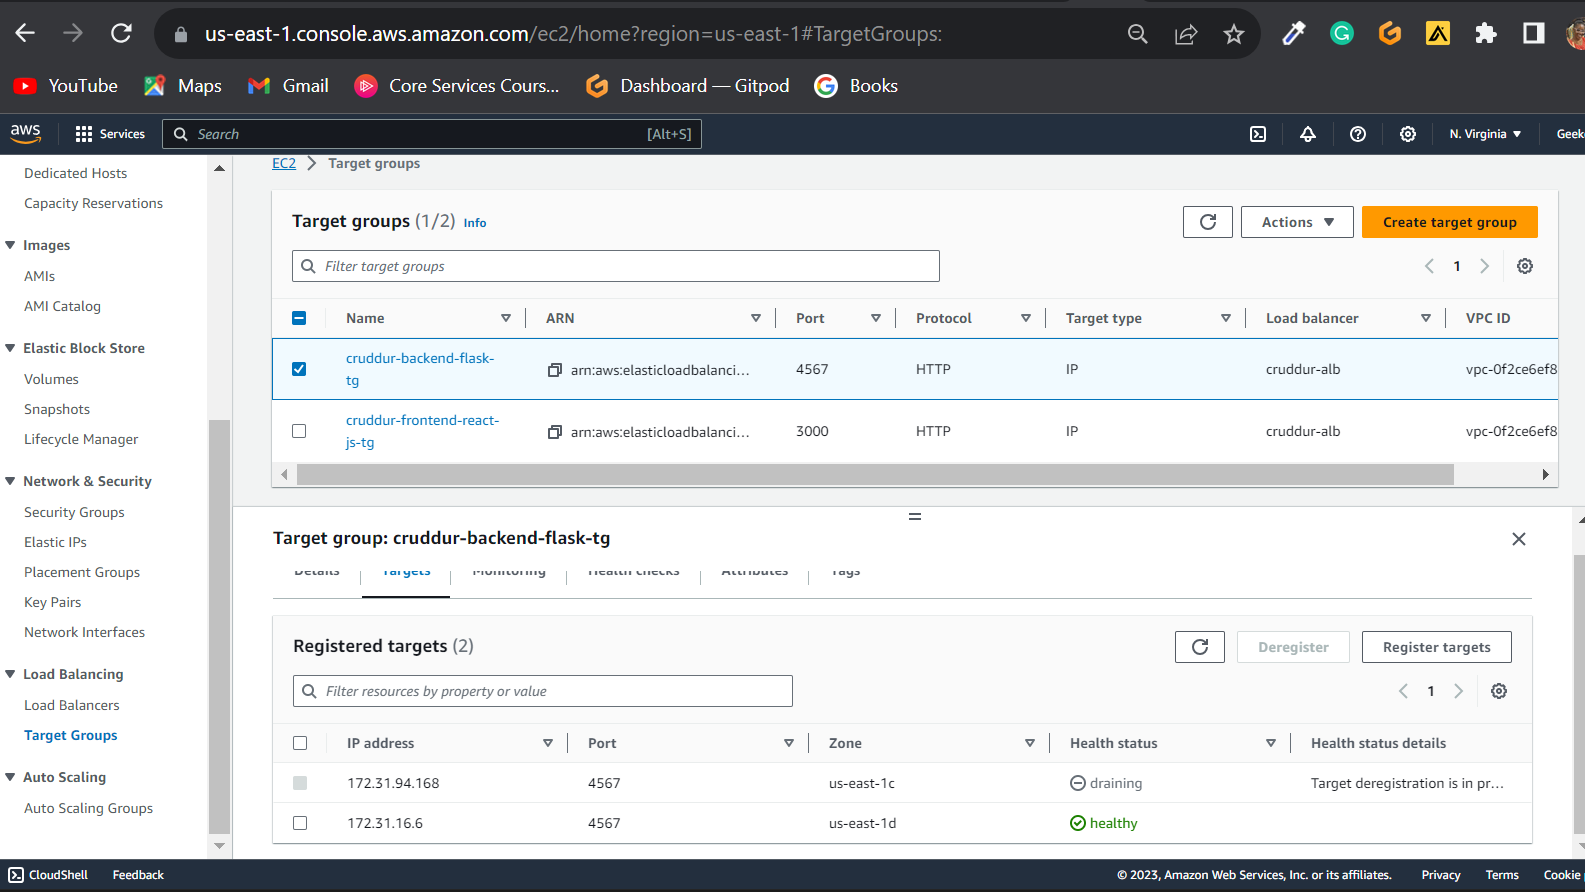 us-east-1.console.aws.amazon.com/ec2/home?region=us-east-1#TargetGroups:
YouTube Maps Gmail Core Services Cours... Dashboard — Gitpod Books
aws Services Search [Alt+S] N. Virginia Geek
Dedicated Hosts
Capacity Reservations
Images
AMIs
AMI Catalog
Elastic Block Store
Volumes
Snapshots
Lifecycle Manager
Network & Security
Security Groups
Elastic IPs
Placement Groups
Key Pairs
Network Interfaces
Load Balancing
Load Balancers
Target Groups
Auto Scaling
Auto Scaling Groups
EC2 Target groups
Target groups (1/2) Info
Actions Create target group
Filter target groups
1
Name ARN Port Protocol Target type Load balancer VPC ID
cruddur-backend-flask-
tg arn:aws:elasticloadbalanci... 4567 HTTP IP cruddur-alb vpc-0f2ce6ef8
cruddur-frontend-react-
js-tg arn:aws:elasticloadbalanci... 3000 HTTP IP cruddur-alb vpc-0f2ce6ef8
Target group: cruddur-backend-flask-tg
Details Targets Monitoring Health checks Attributes Tags
Registered targets (2)
Deregister Register targets
Filter resources by property or value
1
IP address Port Zone Health status Health status details
172.31.94.168 4567 us-east-1c draining Target deregistration is in pr...
172.31.16.6 4567 us-east-1d healthy
CloudShell Feedback © 2023, Amazon Web Services, Inc. or its affiliates. Privacy Terms Cookie